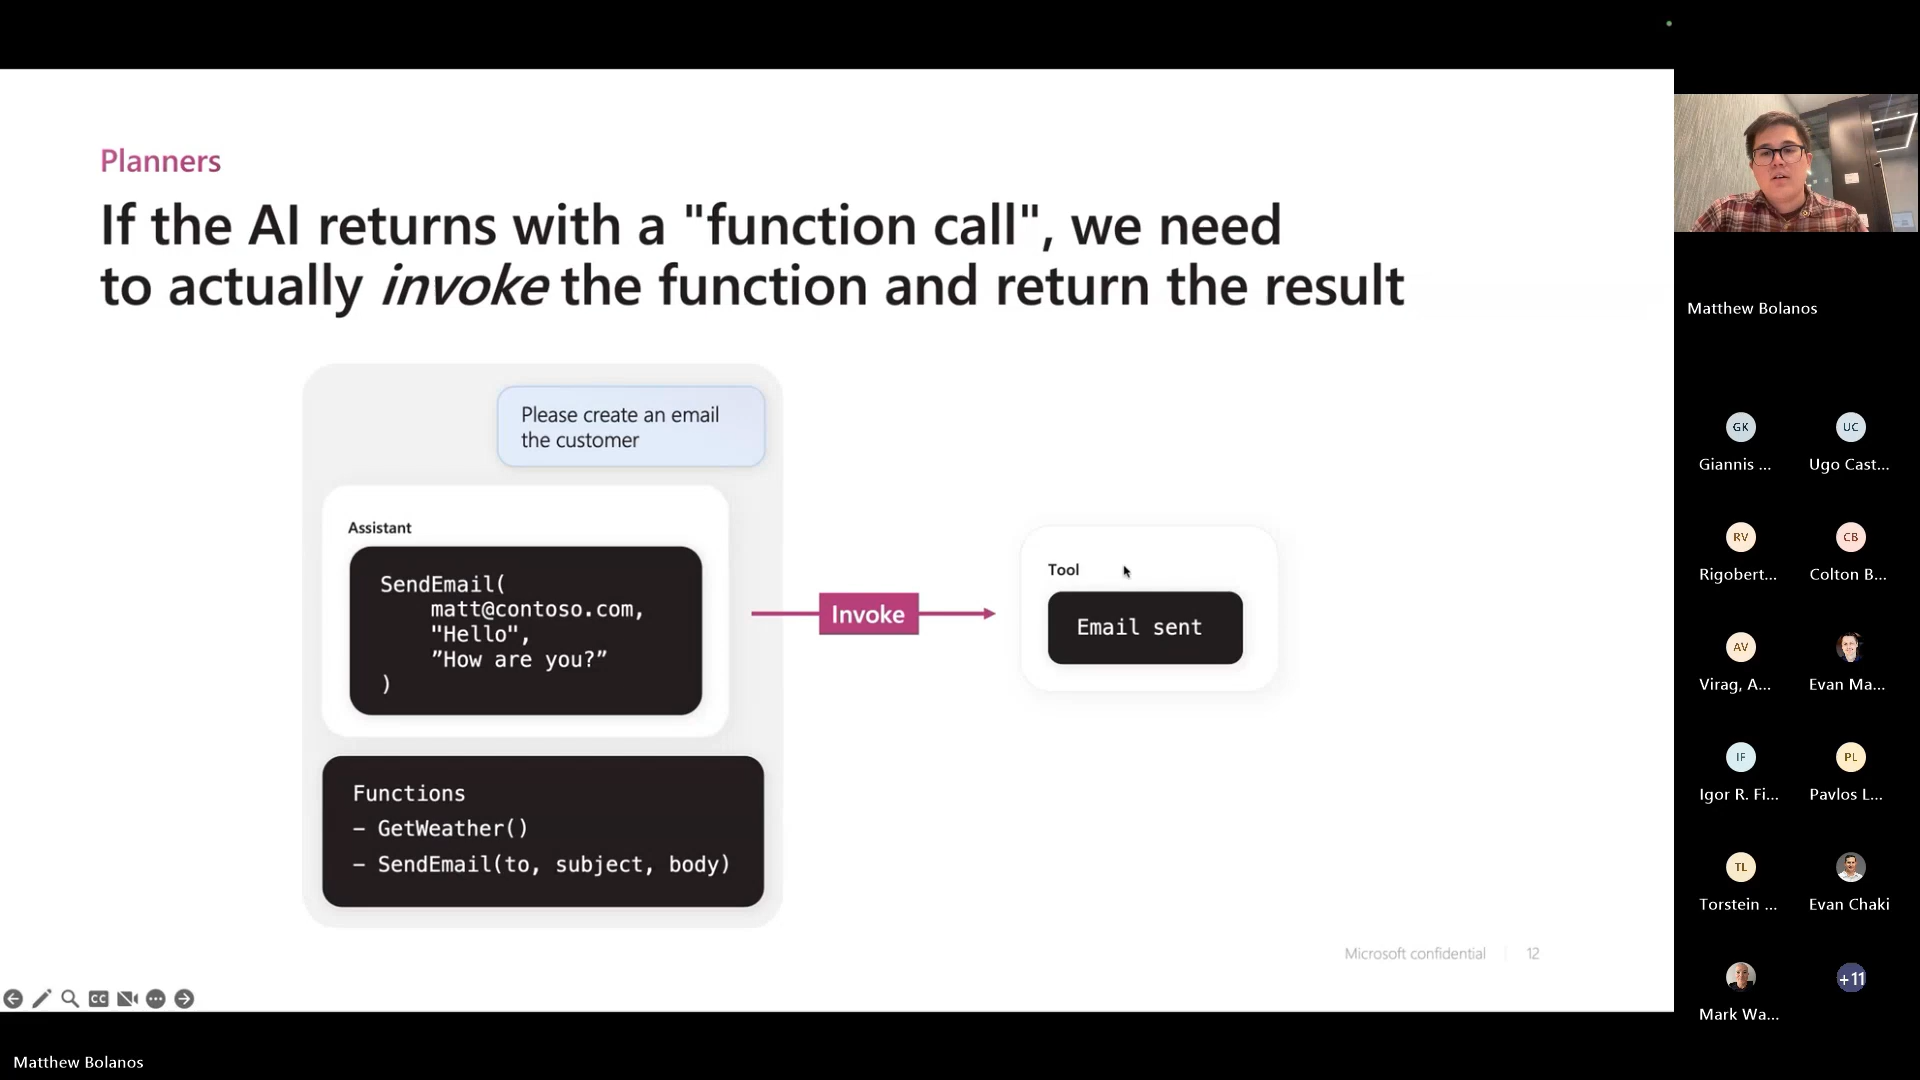 Planners
If the AI returns with a "function call", we need
to actually invoke the function and return the result
Please create an email
the customer
Assistant
SendEmail(
matt@contoso.com,
"Hello",
”How are you?”
)
Invoke
Tool
Email sent
Functions
– GetWeather()
– SendEmail(to, subject, body)
Microsoft confidential
12
CC
Matthew Bolanos
Matthew Bolanos
GK
UC
Giannis ...
Ugo Cast...
RV
CB
Rigobert...
Colton B...
AV
Virag, A...
Evan Ma...
IF
PL
Igor R. Fi...
Pavlos L...
TL
Torstein ...
Evan Chaki
+11
Mark Wa...